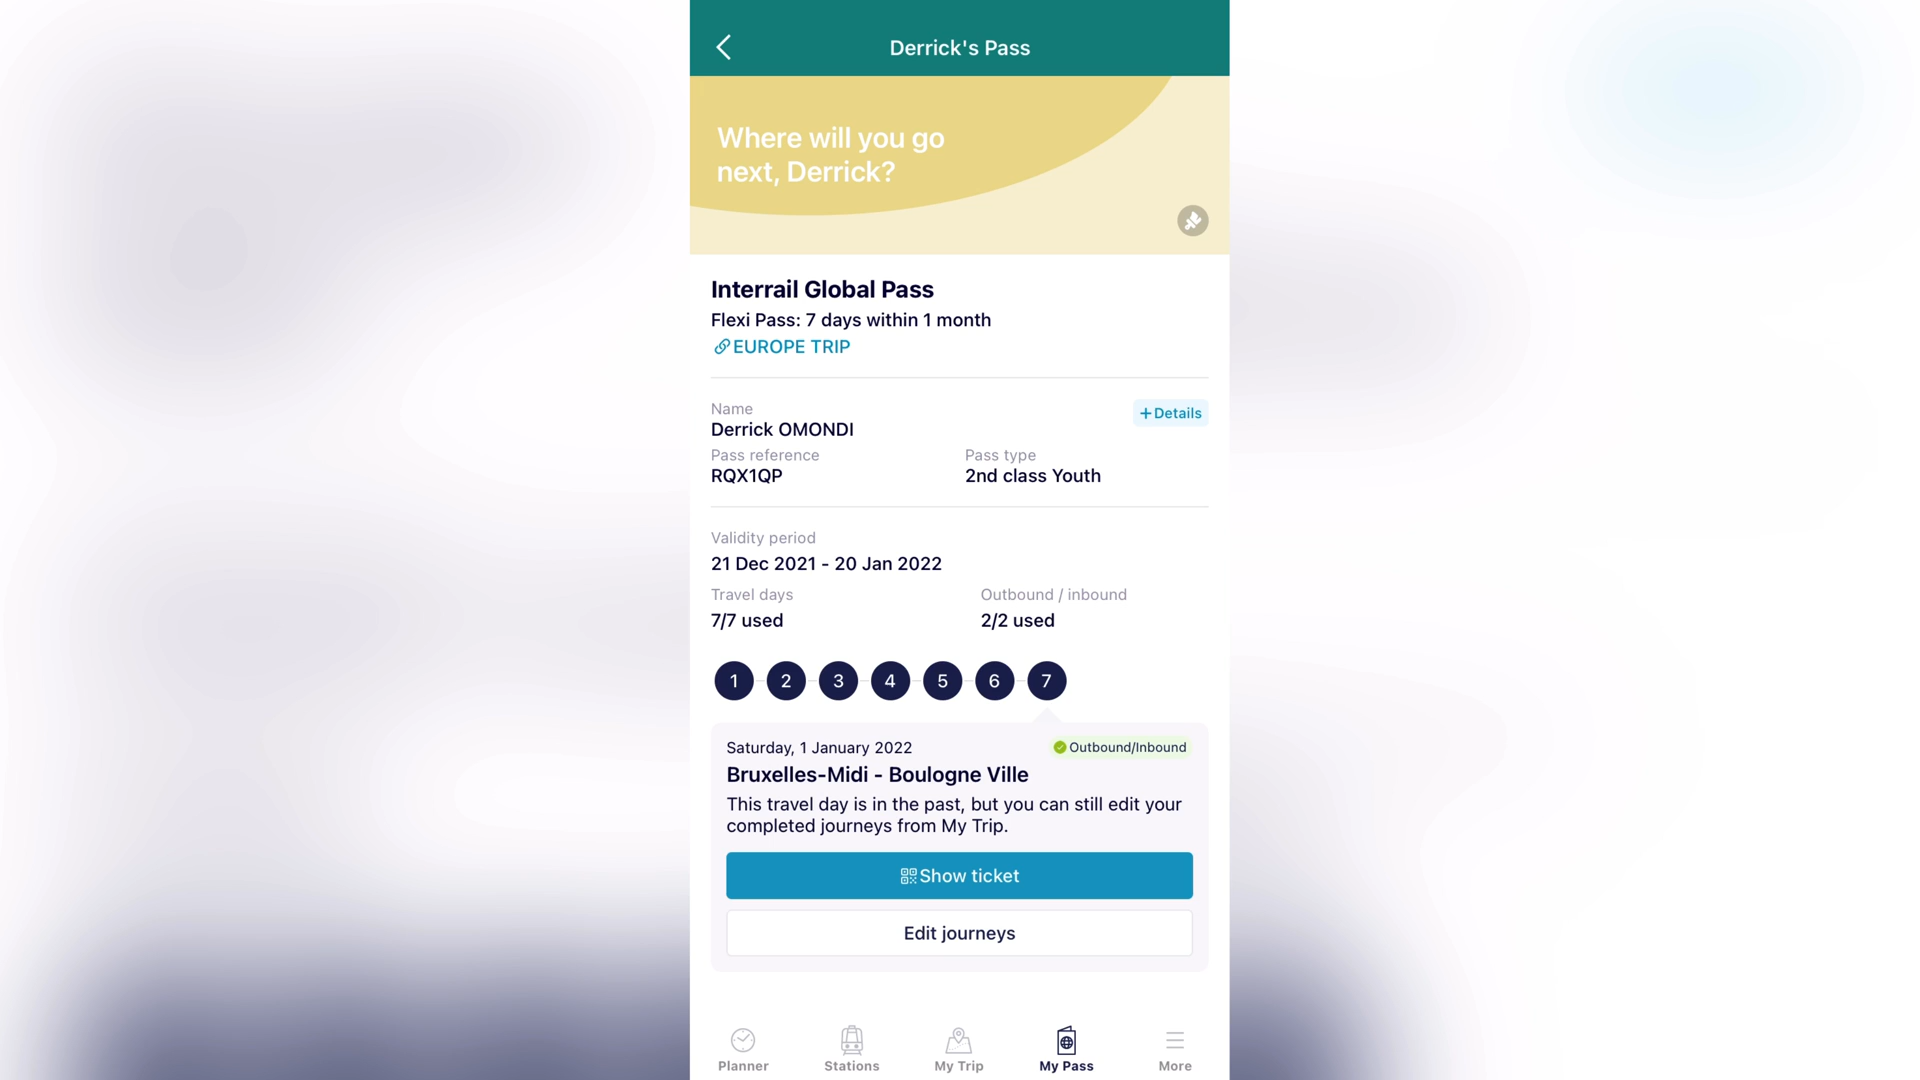 Derrick's Pass
Where will you go
next, Derrick?
Interrail Global Pass
Flexi Pass: 7 days within 1 month
EUROPE TRIP
Name
+Details
Derrick OMONDI
Pass reference Pass type
RQX1QP 2nd class Youth
Validity period
21 Dec 2021 - 20 Jan 2022
Travel days Outbound / inbound
7/7 used 2/2 used
1 2 3 4 5 6 7
Saturday, 1 January 2022 Outbound/Inbound
Bruxelles-Midi - Boulogne Ville
This travel day is in the past, but you can still edit your
completed journeys from My Trip.
Show ticket
Edit journeys
Planner Stations My Trip My Pass More